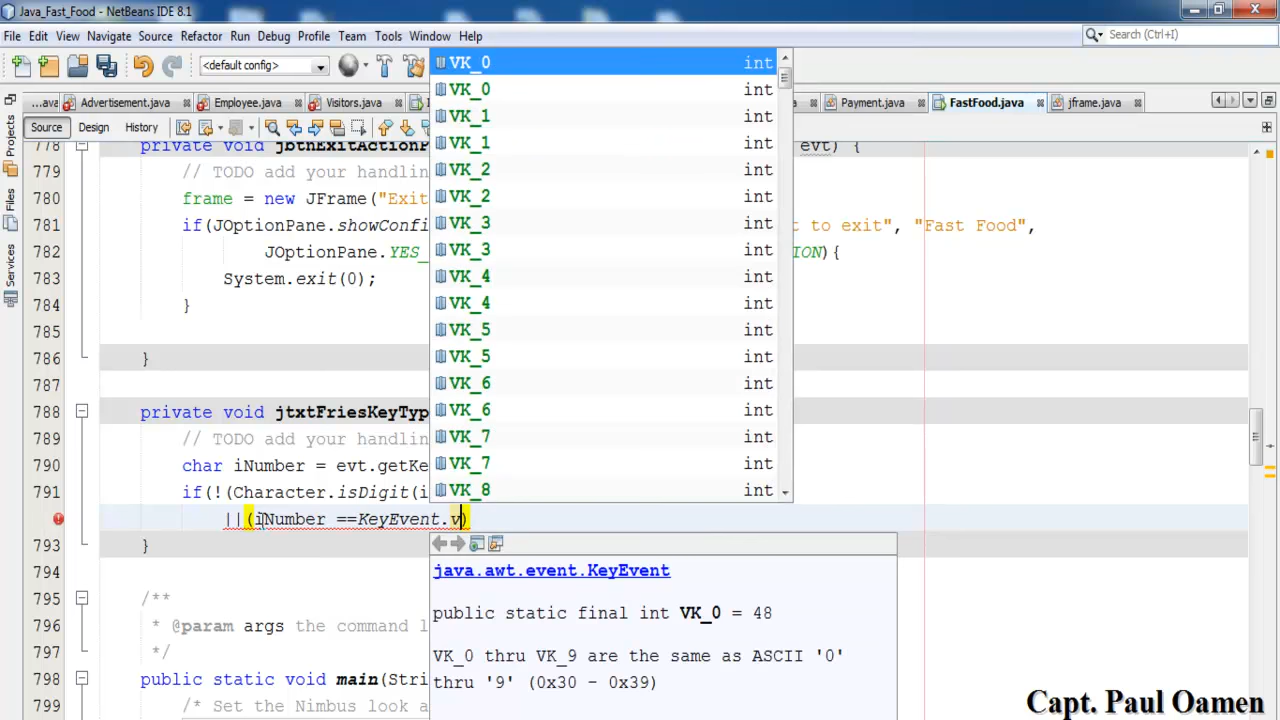 Java_Fast_Food - NetBeans IDE 8.1
File Edit View Navigate Source Refactor Run Debug Profile Team Tools Window Help
Search (Ctrl+I)
<default config>
...ava Advertisement.java Employee.java Visitors.java Payment.java FastFood.java jframe.java
Source Design History
Projects
Files
Services
778 private void jbtnExitActionP evt) {
779 // TODO add your handlin
780 frame = new JFrame("Exit
781 if(JOptionPane.showConfi t to exit", "Fast Food",
782 JOptionPane.YES_ ION){
783 System.exit(0);
784 }
785
786 }
787
788 private void jtxtFriesKeyTyp
789 // TODO add your handlin
790 char iNumber = evt.getKe
791 if(!(Character.isDigit(i
||(iNumber ==KeyEvent.v)
793 }
794
795 /**
796 * @param args the command l
797 */
798 public static void main(Stri
799 /* Set the Nimbus look a
VK_0 int
VK_0 int
VK_1 int
VK_1 int
VK_2 int
VK_2 int
VK_3 int
VK_3 int
VK_4 int
VK_4 int
VK_5 int
VK_5 int
VK_6 int
VK_6 int
VK_7 int
VK_7 int
VK_8 int
java.awt.event.KeyEvent
public static final int VK_0 = 48
VK_0 thru VK_9 are the same as ASCII '0'
thru '9' (0x30 - 0x39)
Capt. Paul Oamen